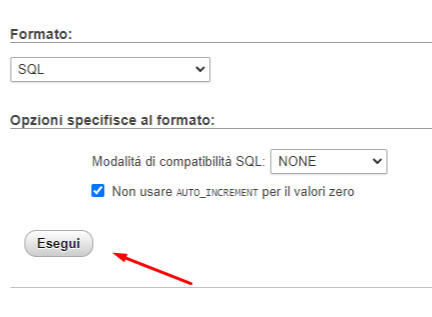 Formato:
SQL
Opzioni specifisce al formato:
Modalitá di compatibilità SQL: NONE
Non usare AUTO_INCREMENT per il valori zero
Esegui